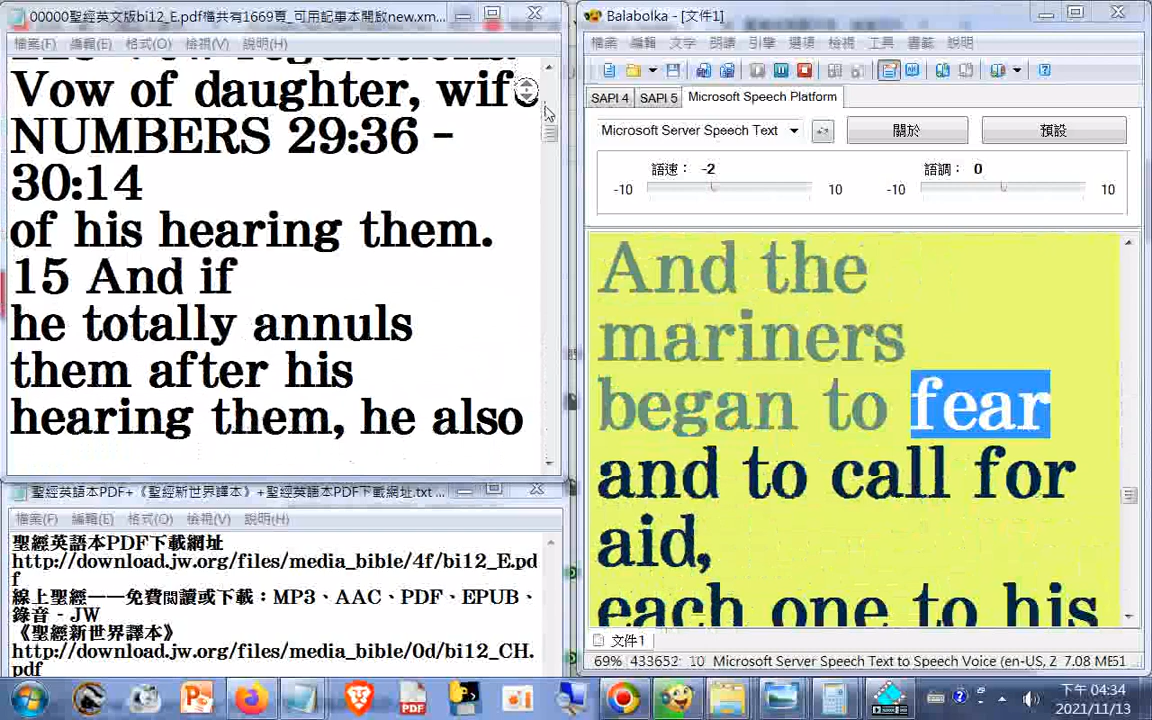 00000聖經英文版bi12_E.pdf檔共有1669頁_可用記事本開啟new.xm...
檔案(F) 編輯(E) 格式(O) 檢視(V) 說明(H)
Vow of daughter, wife
NUMBERS 29:36 –
30:14
of his hearing them.
15 And if
he totally annuls
them after his
hearing them, he also
聖經英語本PDF+《聖經新世界譯本》+聖經英語本PDF下載網址.txt ...
檔案(F) 編輯(E) 格式(O) 檢視(V) 說明(H)
聖經英語本PDF下載網址
http://download.jw.org/files/media_bible/4f/bi12_E.pd
f
線上聖經——免費閱讀或下載：MP3、AAC、PDF、EPUB、
錄音 - JW
《聖經新世界譯本》
http://download.jw.org/files/media_bible/0d/bi12_CH.
pdf
Balabolka - [文件1]
檔案 編輯 文字 朗讀 引擎 選項 檢視 工具 書籤 說明
SAPI 4 SAPI 5 Microsoft Speech Platform
Microsoft Server Speech Text 關於 預設
語速： -2 語調： 0
-10 10 -10 10
And the
mariners
began to fear
and to call for
aid,
each one to his
文件1
69% 433652: 10 Microsoft Server Speech Text to Speech Voice (en-US, Z 7.08 ME51
下午 04:34
2021/11/13